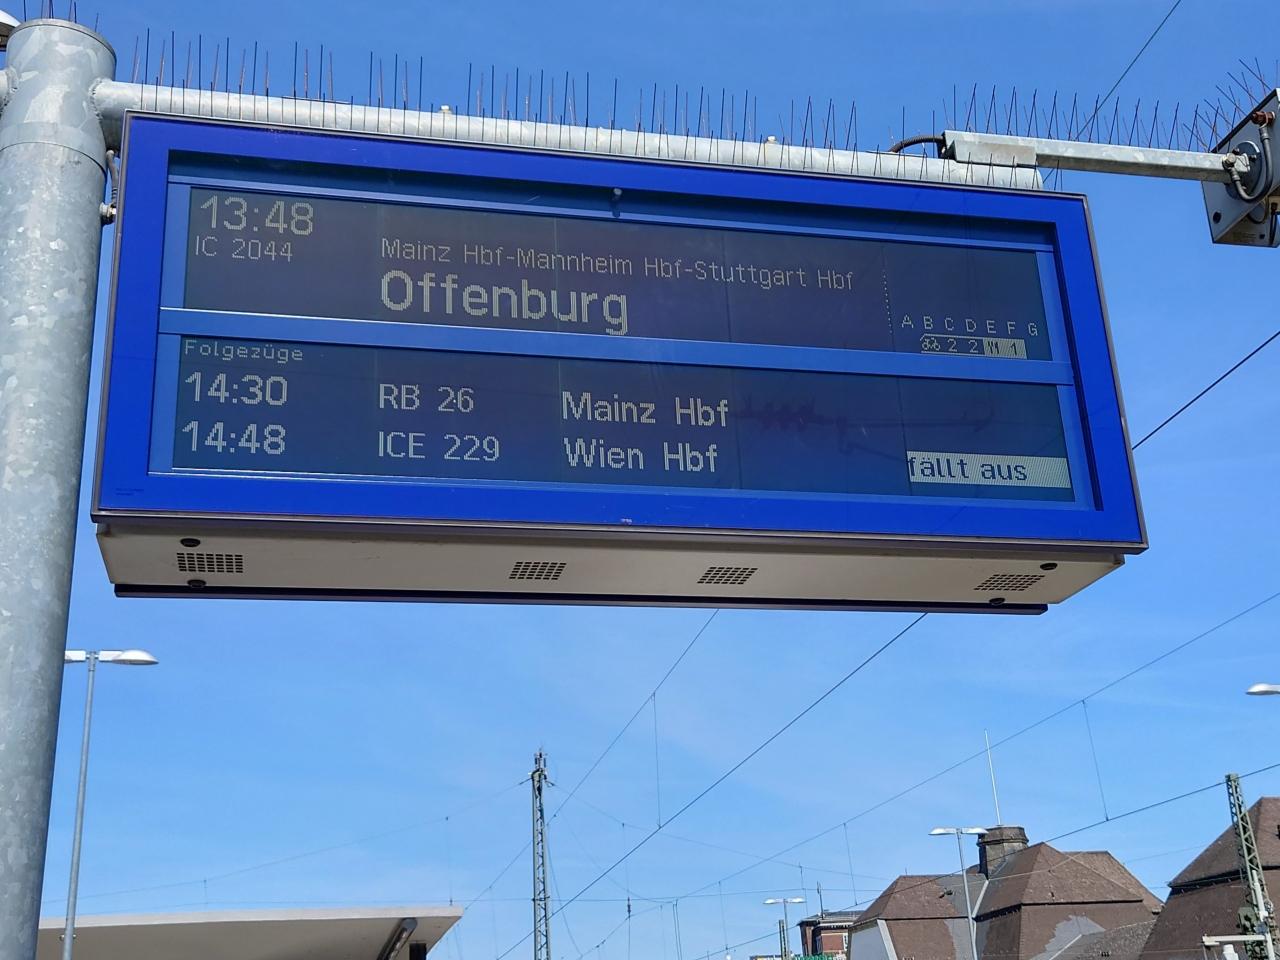 13:48
IC 2044
Mainz Hbf-Mannheim Hbf-Stuttgart Hbf
Offenburg
A B C D E F G
2 2 1
Folgezüge
14:30 RB 26 Mainz Hbf
14:48 ICE 229 Wien Hbf fällt aus